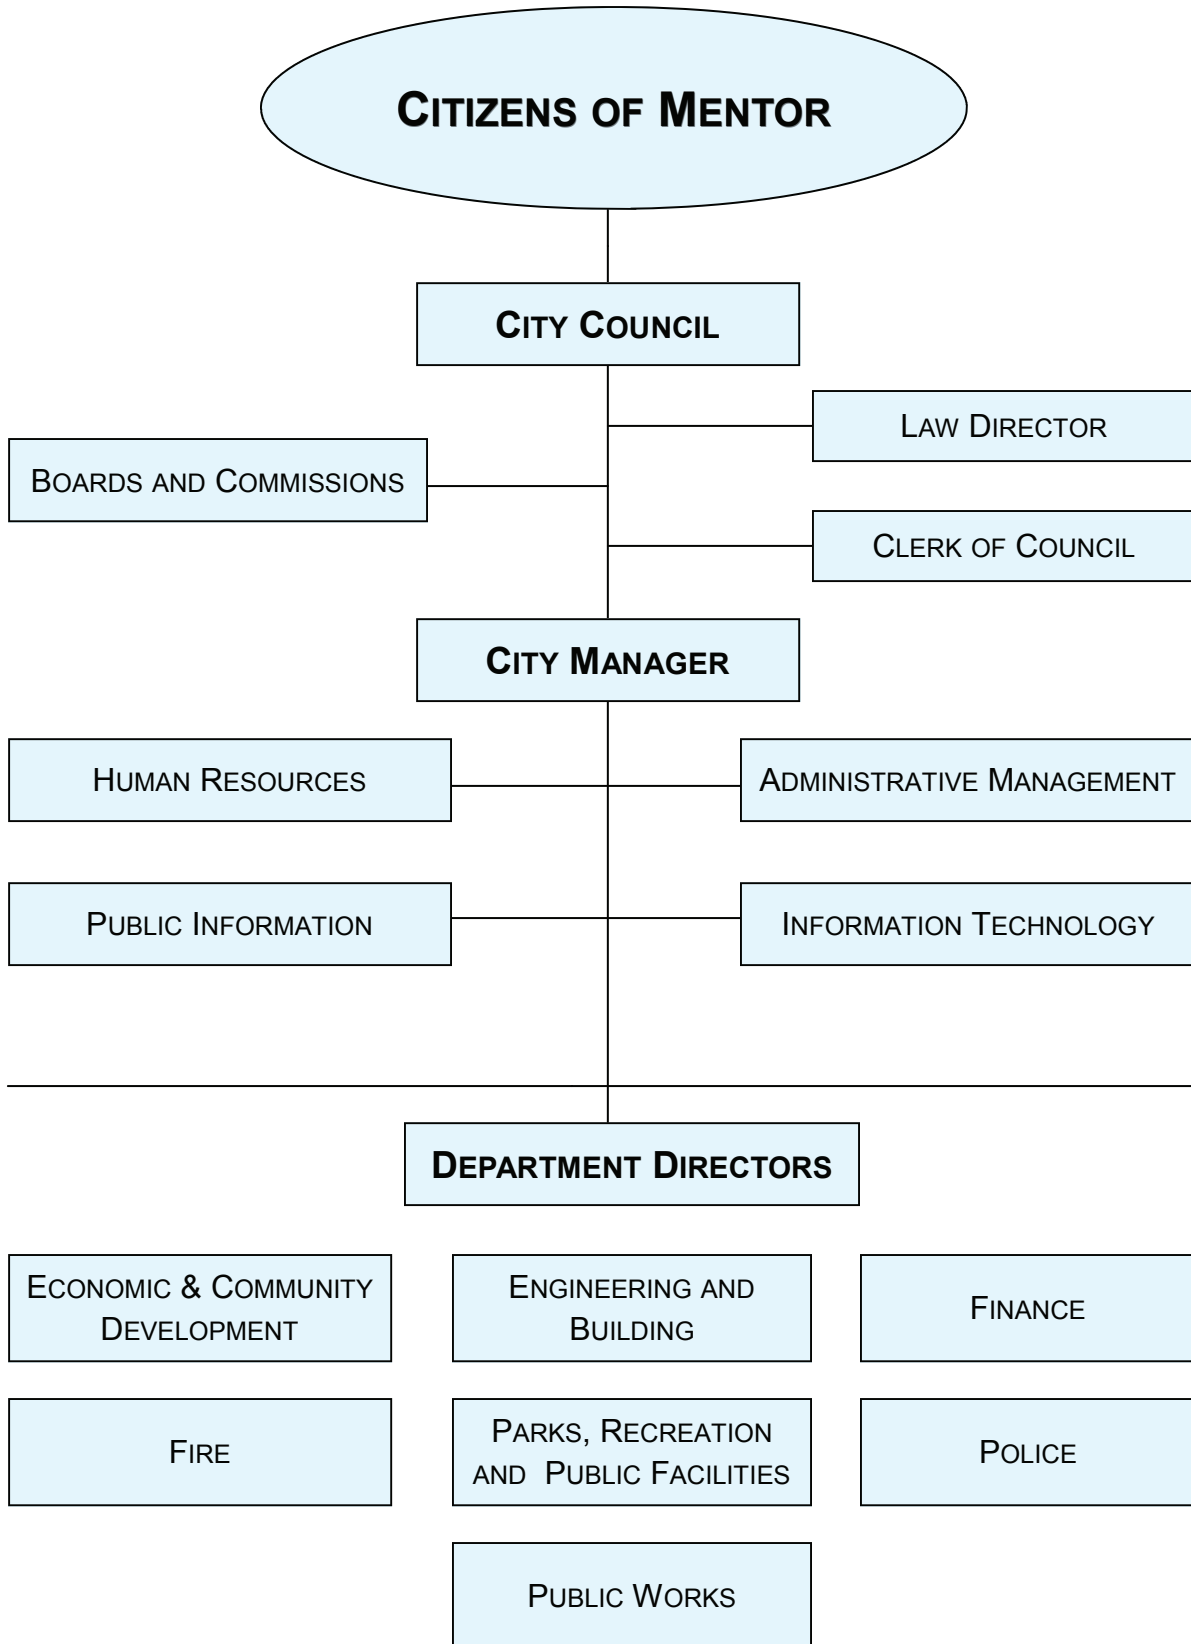 CITIZENS OF MENTOR
CITY COUNCIL
LAW DIRECTOR
BOARDS AND COMMISSIONS
CLERK OF COUNCIL
CITY MANAGER
HUMAN RESOURCES
ADMINISTRATIVE MANAGEMENT
PUBLIC INFORMATION
INFORMATION TECHNOLOGY
DEPARTMENT DIRECTORS
ECONOMIC & COMMUNITY
DEVELOPMENT
ENGINEERING AND
BUILDING
FINANCE
FIRE
PARKS, RECREATION
AND PUBLIC FACILITIES
POLICE
PUBLIC WORKS